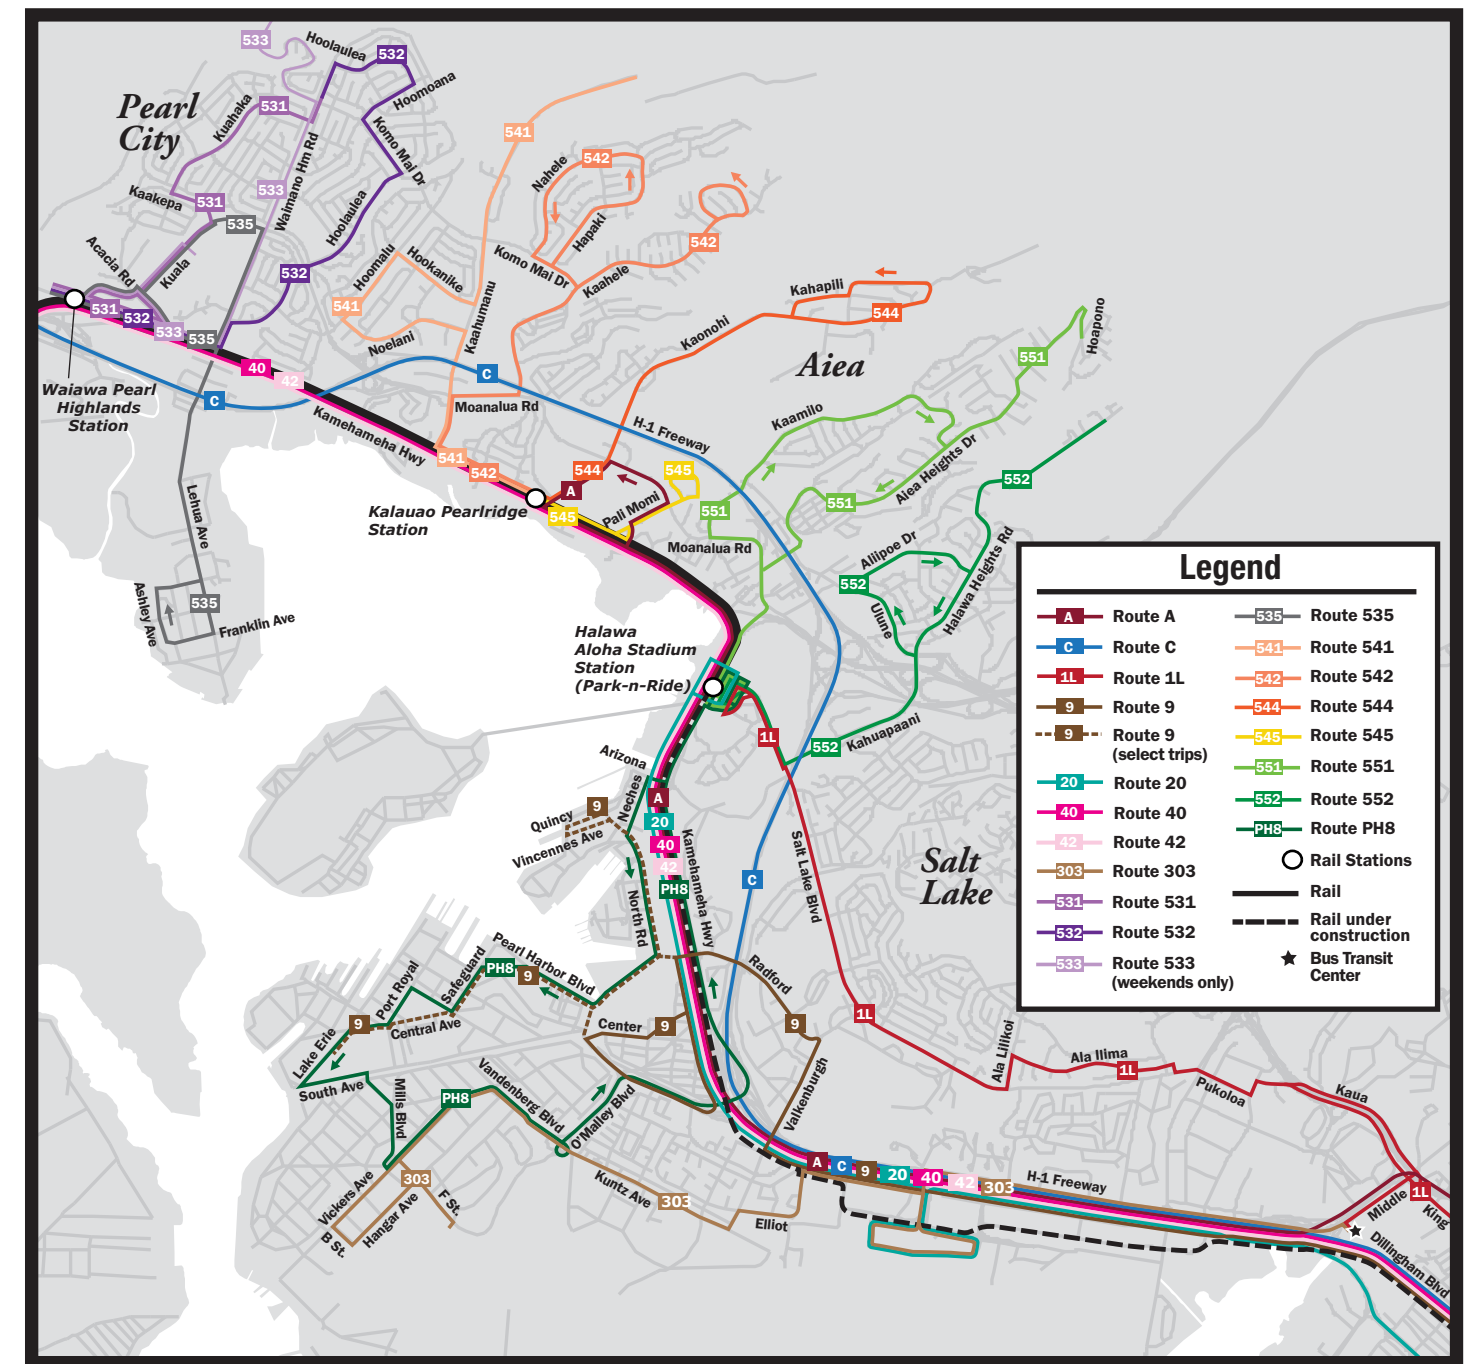 533
Hoolaulea
532
Hoomoana
Pearl
City
Kuahaka
531
Komo Mai Dr
541
Waimano Hm Rd
Nahele
542
Kaakepa
531
533
535
Hoolaulea
Hapaki
542
Acacia Rd
Kuala
532
Hoomalu
Hookanike
Komo Mai Dr
Kaahele
541
Kaahumanu
Noelani
531
532
533
535
Kahapili
544
Kaonohi
Hoapono
551
Aiea
40
42
C
C
Waiawa Pearl
Highlands
Station
Kamehameha Hwy
Moanalua Rd
H-1 Freeway
Kaamilo
541
542
544
A
545
545
Pali Momi
551
551
Aiea Heights Dr
552
Kalauao Pearlridge
Station
Moanalua Rd
Lehua Ave
Aliipoe Dr
552
Ulune
Halawa Heights Rd
Ashley Ave
535
Franklin Ave
Halawa
Aloha Stadium
Station
(Park-n-Ride)
1L
552
Kahuapaani
Arizona
Neches
A
20
40
42
PH8
9
Quincy
Vincennes Ave
Kamehameha Hwy
North Rd
C
Salt Lake Blvd
Salt
Lake
Pearl Harbor Blvd
PH8
9
Safeguard
Port Royal
Central Ave
9
Lake Erie
South Ave
Center
9
Radford
9
Valkenburgh
1L
Ala Lilikoi
Ala Ilima
1L
Pukoloa
Kaua
Mills Blvd
PH8
Vandenberg Blvd
O'Malley Blvd
Vickers Ave
303
B St.
Hangar Ave
F St.
Kuntz Ave
303
Elliot
A
C
9
20
40
42
303
H-1 Freeway
1L
Middle
King
Dillingham Blvd
Legend
A Route A
C Route C
1L Route 1L
9 Route 9
9 Route 9
(select trips)
20 Route 20
40 Route 40
42 Route 42
303 Route 303
531 Route 531
532 Route 532
533 Route 533
(weekends only)
535 Route 535
541 Route 541
542 Route 542
544 Route 544
545 Route 545
551 Route 551
552 Route 552
PH8 Route PH8
Rail Stations
Rail
Rail under
construction
Bus Transit
Center